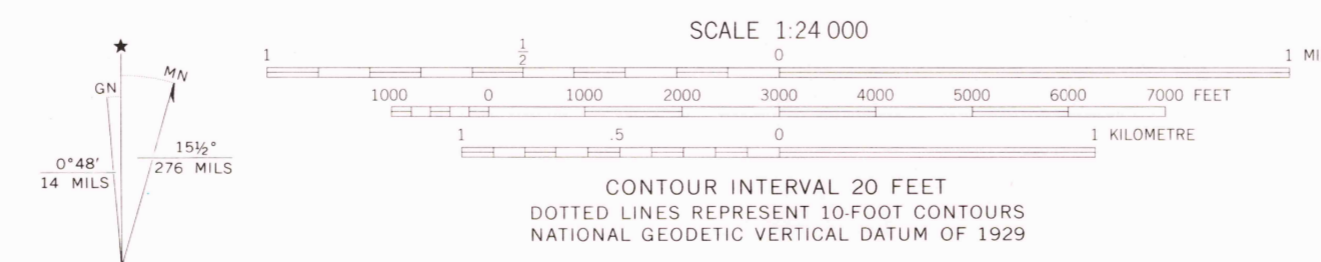 SCALE 1:24 000
1 ½ 0 1 MI
1000 0 1000 2000 3000 4000 5000 6000 7000 FEET
1 .5 0 1 KILOMETRE
CONTOUR INTERVAL 20 FEET
DOTTED LINES REPRESENT 10-FOOT CONTOURS
NATIONAL GEODETIC VERTICAL DATUM OF 1929
★
GN MN
0°48'
14 MILS
15½°
276 MILS